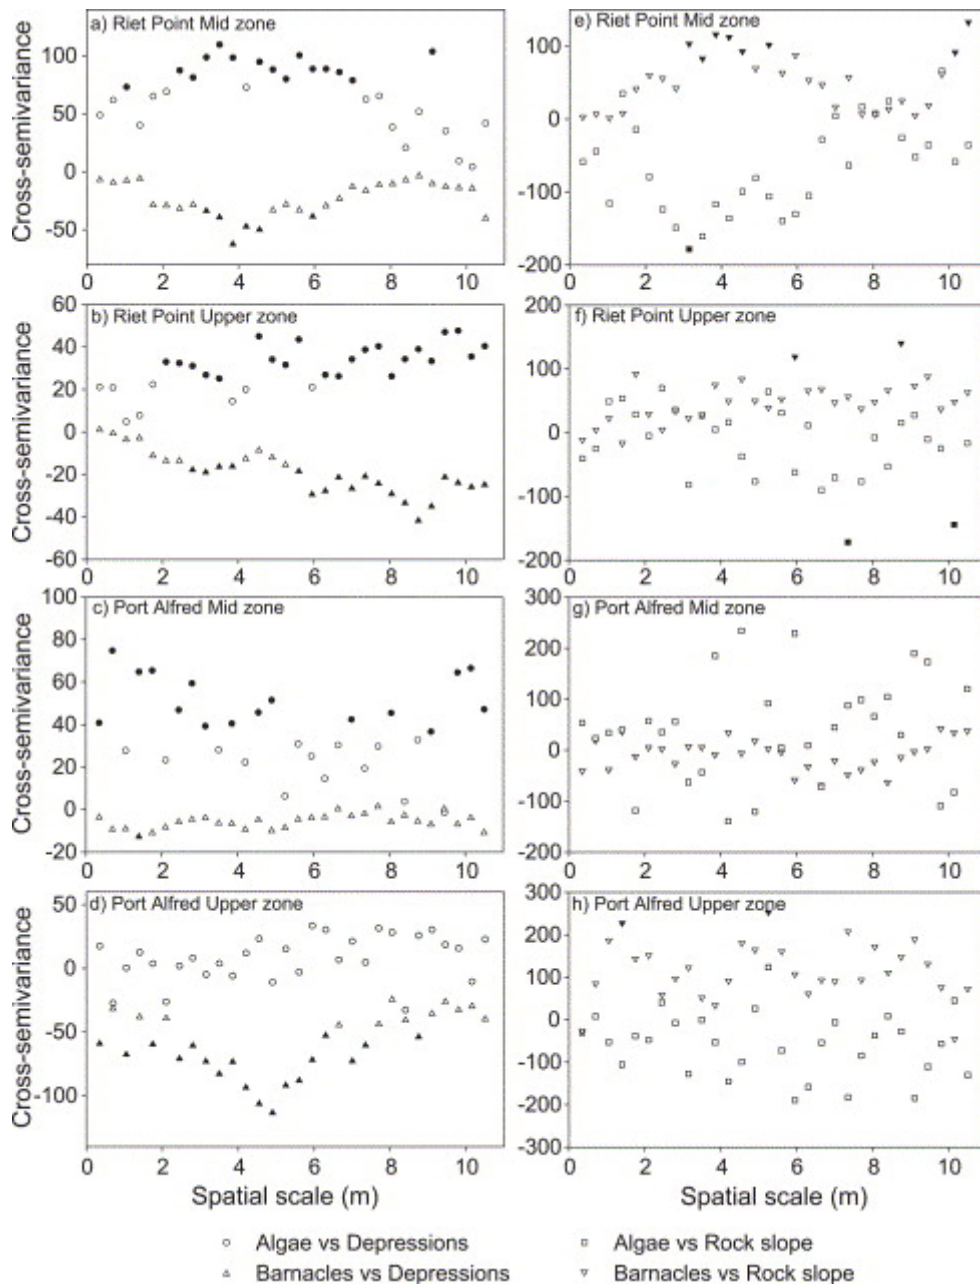 a) Riet Point Mid zone
Cross-semivariance
100
50
0
-50
0 2 4 6 8 10
e) Riet Point Mid zone
100
0
-100
-200
0 2 4 6 8 10
b) Riet Point Upper zone
Cross-semivariance
60
40
20
0
-20
-40
-60
0 2 4 6 8 10
f) Riet Point Upper zone
200
100
0
-100
-200
0 2 4 6 8 10
c) Port Alfred Mid zone
Cross-semivariance
100
80
60
40
20
0
-20
0 2 4 6 8 10
g) Port Alfred Mid zone
300
200
100
0
-100
-200
0 2 4 6 8 10
d) Port Alfred Upper zone
Cross-semivariance
50
0
-50
-100
0 2 4 6 8 10
Spatial scale (m)
h) Port Alfred Upper zone
300
200
100
0
-100
-200
-300
0 2 4 6 8 10
Spatial scale (m)
Algae vs Depressions
Barnacles vs Depressions
Algae vs Rock slope
Barnacles vs Rock slope